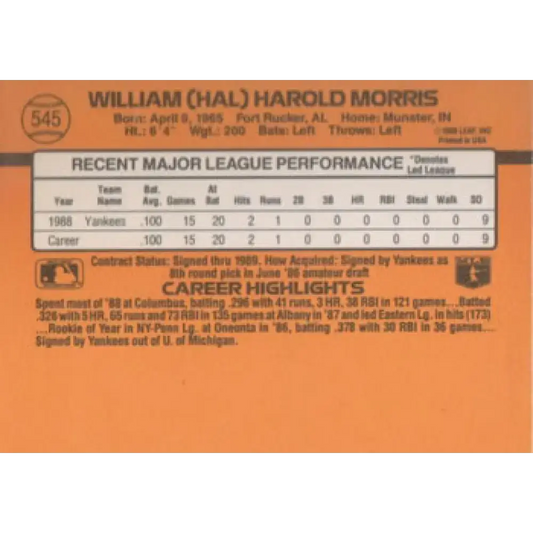 545
WILLIAM (HAL) HAROLD MORRIS
Born: April 9, 1965 Fort Rucker, AL Home: Munster, IN
Ht.: 6'4" Wgt.: 200 Bats: Left Throws: Left
LEAF, INC
Printed in USA
RECENT MAJOR LEAGUE PERFORMANCE *Denotes Led League
Year Team Name Bat. Avg. Games At Bat Hits Runs 2B 3B HR RBI Steal Walk SO
1988 Yankees .100 15 20 2 1 0 0 0 0 0 0 9
Career .100 15 20 2 1 0 0 0 0 0 0 9
Contract Status: Signed thru 1989. How Acquired: Signed by Yankees as
8th round pick in June '86 amateur draft
CAREER HIGHLIGHTS
Spent most of '88 at Columbus, batting .296 with 41 runs, 3 HR, 38 RBI in 121 games....Batted
.326 with 5 HR, 65 runs and 73 RBI in 135 games at Albany in '87 and led Eastern Lg. in hits (173)
....Rookie of Year in NY-Penn Lg. at Oneonta in '86, batting .378 with 30 RBI in 36 games....
Signed by Yankees out of U. of Michigan.